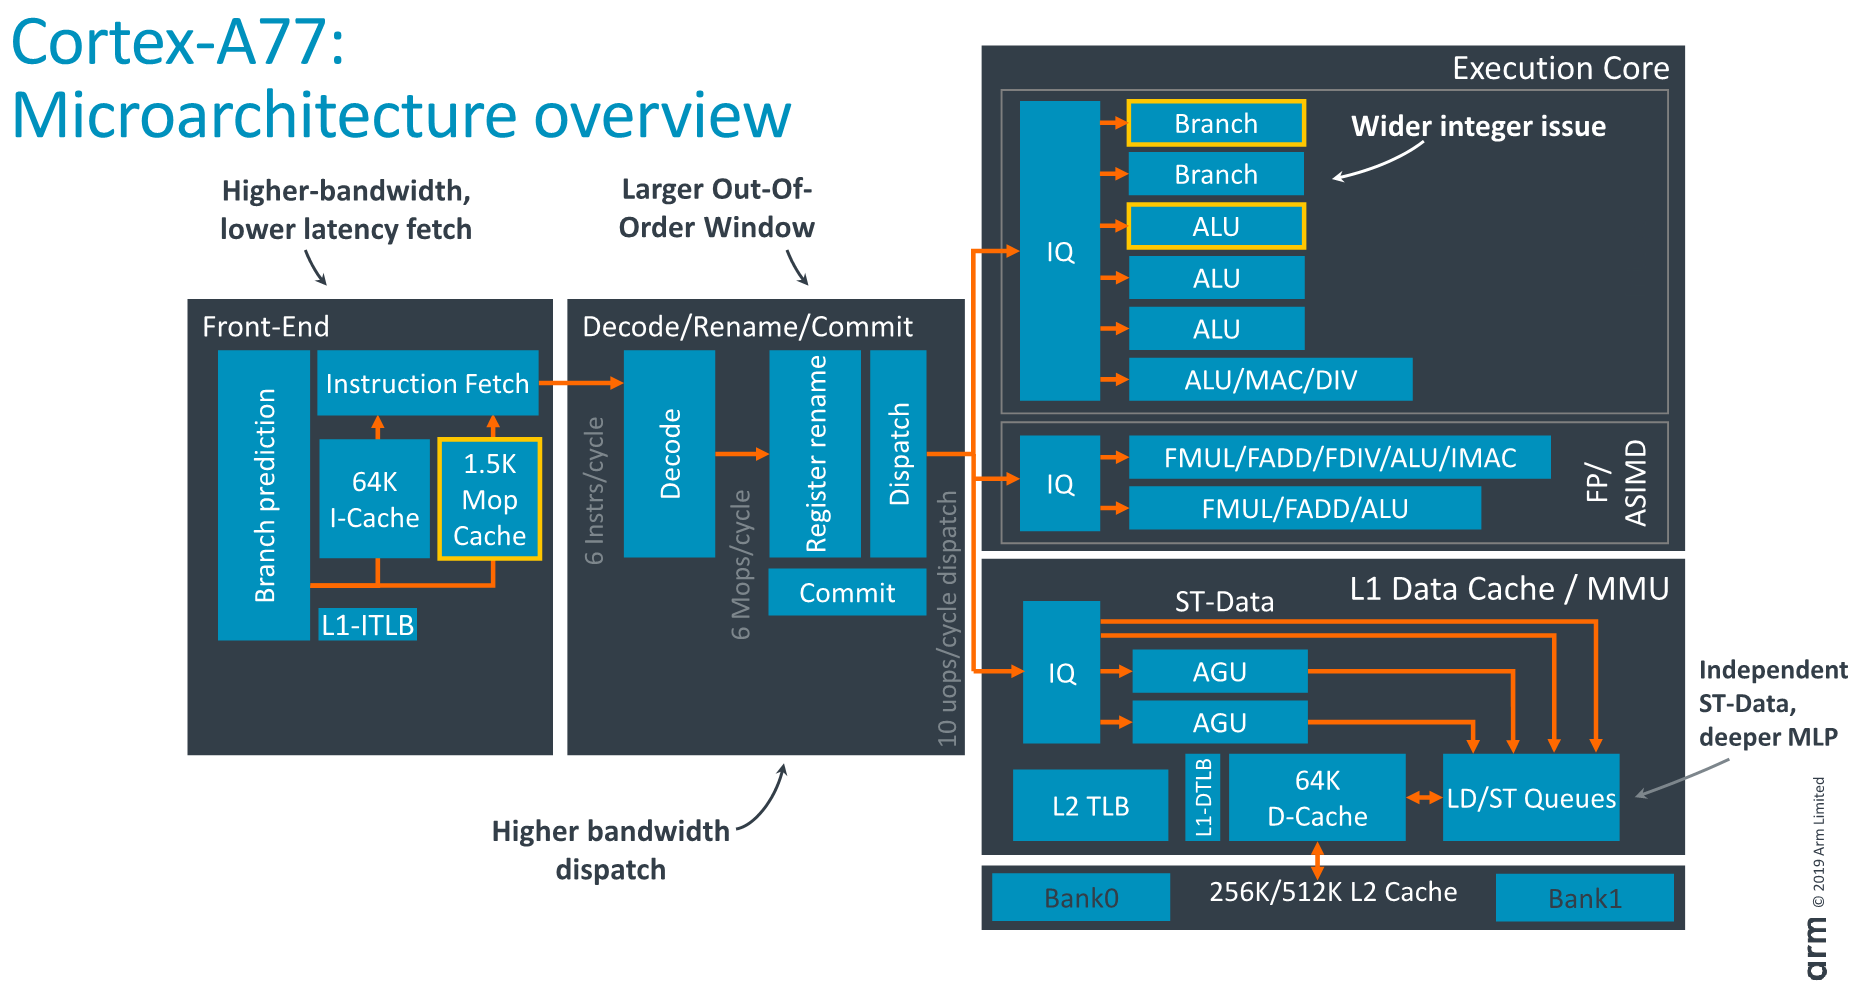 Cortex-A77:
Microarchitecture overview
Higher-bandwidth,
lower latency fetch
Larger Out-Of-
Order Window
Front-End
Branch prediction
Instruction Fetch
64K
I-Cache
1.5K
Mop
Cache
L1-ITLB
Decode/Rename/Commit
6 Instrs/cycle
Decode
6 Mops/cycle
Register rename
Dispatch
Commit
10 uops/cycle dispatch
Higher bandwidth
dispatch
Execution Core
IQ
Branch
Branch
ALU
ALU
ALU
ALU/MAC/DIV
Wider integer issue
IQ
FMUL/FADD/FDIV/ALU/IMAC
FMUL/FADD/ALU
FP/
ASIMD
L1 Data Cache / MMU
ST-Data
IQ
AGU
AGU
L2 TLB
L1-DTLB
64K
D-Cache
LD/ST Queues
Independent
ST-Data,
deeper MLP
Bank0
256K/512K L2 Cache
Bank1
arm © 2019 Arm Limited